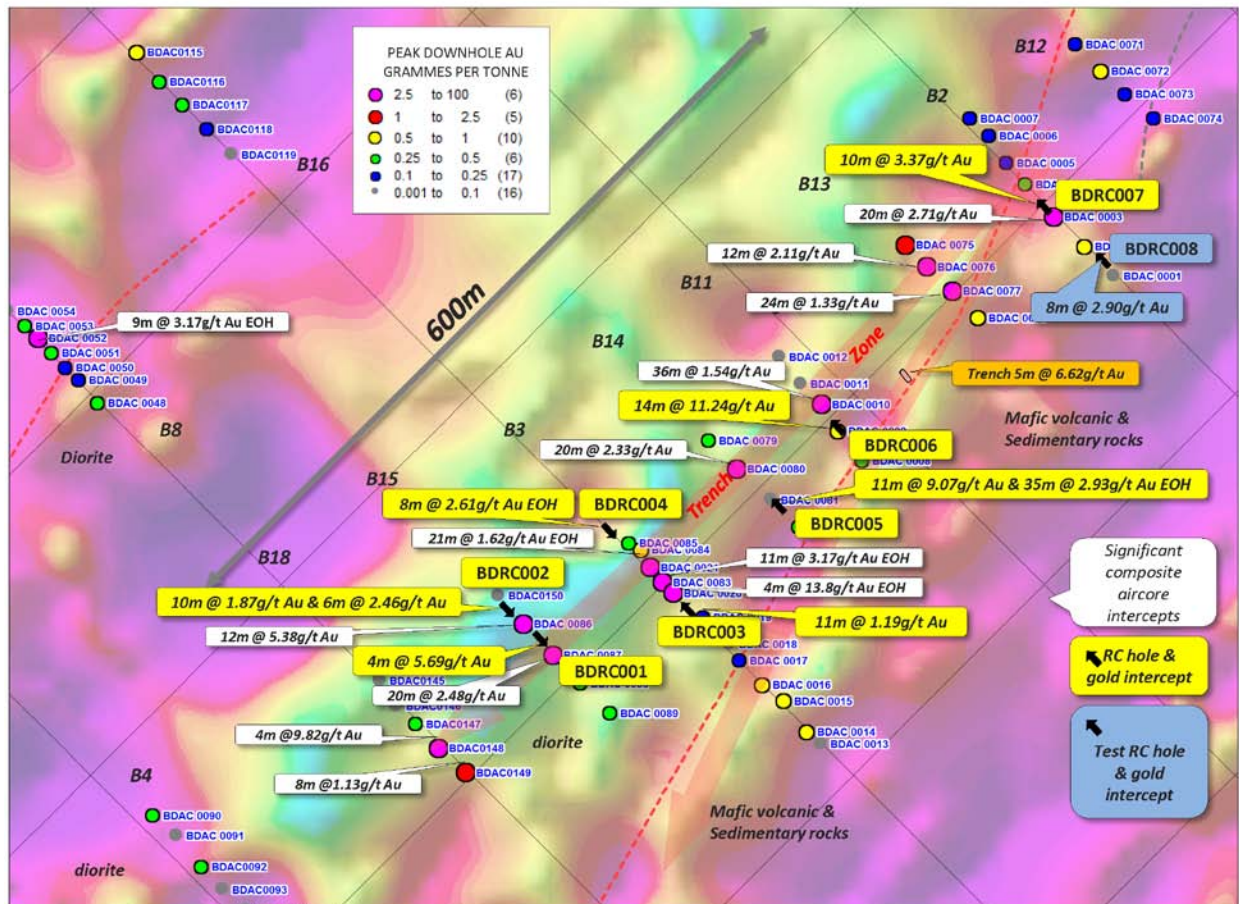 BDAC0115
BDAC0116
BDAC0117
BDAC0118
BDAC0119
B16
PEAK DOWNHOLE AU
GRAMMES PER TONNE
2.5 to 100 (6)
1 to 2.5 (5)
0.5 to 1 (10)
0.25 to 0.5 (6)
0.1 to 0.25 (17)
0.001 to 0.1 (16)
600m
B12
BDAC 0071
BDAC 0072
BDAC 0073
BDAC 0074
B2
BDAC 0007
BDAC 0006
BDAC 0005
10m @ 3.37g/t Au
B13
BDRC007
20m @ 2.71g/t Au
BDAC 0003
BDAC 0075
BDRC008
12m @ 2.11g/t Au
BDAC 0076
BDAC 0001
B11
24m @ 1.33g/t Au
BDAC 0077
8m @ 2.90g/t Au
BDAC 0054
BDAC 0053
BDAC 0052
BDAC 0051
BDAC 0050
BDAC 0049
BDAC 0048
9m @ 3.17g/t Au EOH
B8
Diorite
B14
BDAC 0012
Zone
36m @ 1.54g/t Au
BDAC 0011
Trench 5m @ 6.62g/t Au
14m @ 11.24g/t Au
BDAC 0010
Mafic volcanic &
Sedimentary rocks
B3
BDAC 0079
BDRC006
20m @ 2.33g/t Au
BDAC 0080
BDAC 0008
B15
Trench
11m @ 9.07g/t Au & 35m @ 2.93g/t Au EOH
8m @ 2.61g/t Au EOH
BDRC004
BDAC 0081
BDRC005
21m @ 1.62g/t Au EOH
BDAC 0085
BDAC 0084
B18
11m @ 3.17g/t Au EOH
BDRC002
BDAC 0083
4m @ 13.8g/t Au EOH
BDAC 0020
10m @ 1.87g/t Au & 6m @ 2.46g/t Au
BDAC0150
12m @ 5.38g/t Au
BDAC 0086
BDRC003
11m @ 1.19g/t Au
4m @ 5.69g/t Au
BDAC 0087
0018
BDAC 0017
BDRC001
BDAC0145
20m @ 2.48g/t Au
BDAC 0016
BDAC 0015
BDAC0147
BDAC 0089
BDAC 0014
BDAC 0013
4m @9.82g/t Au
diorite
BDAC0148
8m @1.13g/t Au
BDAC0149
B4
Mafic volcanic &
Sedimentary rocks
BDAC 0090
BDAC 0091
diorite
BDAC0092
BDAC0093
Significant
composite
aircore
intercepts
RC hole &
gold intercept
Test RC hole
& gold
intercept